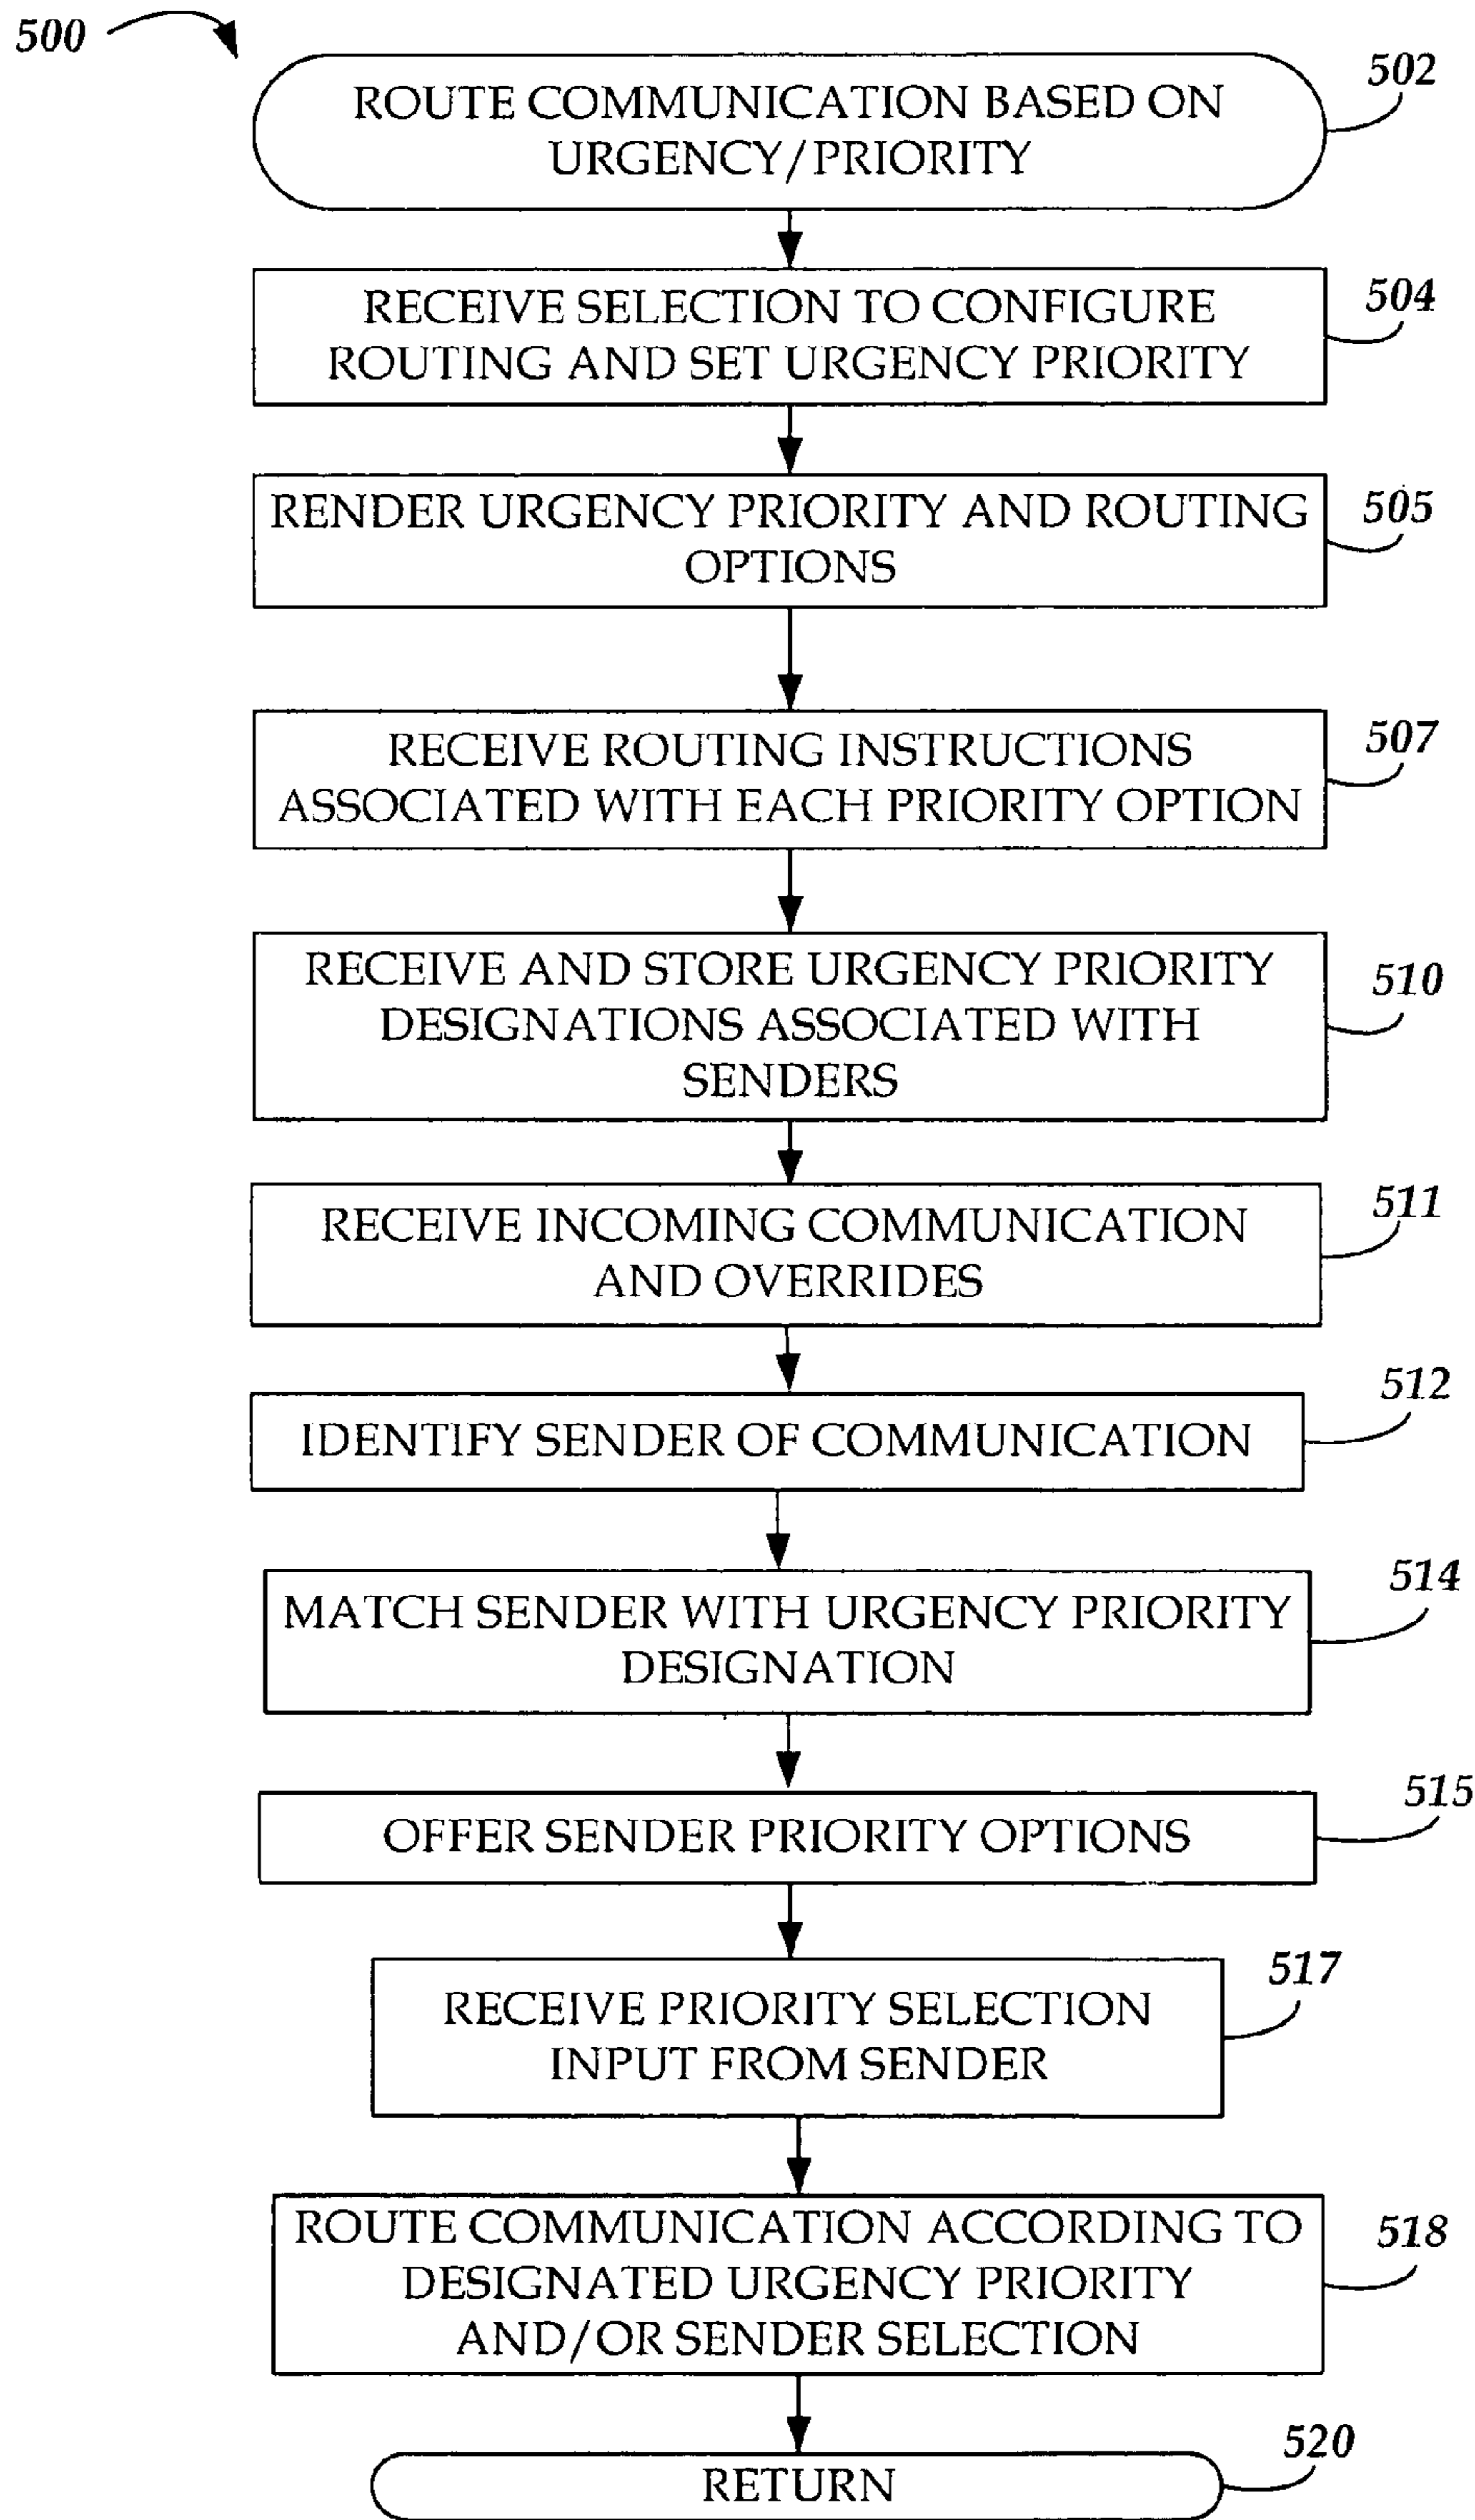 500
502
ROUTE COMMUNICATION BASED ON
URGENCY/PRIORITY
504
RECEIVE SELECTION TO CONFIGURE
ROUTING AND SET URGENCY PRIORITY
505
RENDER URGENCY PRIORITY AND ROUTING
OPTIONS
507
RECEIVE ROUTING INSTRUCTIONS
ASSOCIATED WITH EACH PRIORITY OPTION
510
RECEIVE AND STORE URGENCY PRIORITY
DESIGNATIONS ASSOCIATED WITH
SENDERS
511
RECEIVE INCOMING COMMUNICATION
AND OVERRIDES
512
IDENTIFY SENDER OF COMMUNICATION
514
MATCH SENDER WITH URGENCY PRIORITY
DESIGNATION
515
OFFER SENDER PRIORITY OPTIONS
517
RECEIVE PRIORITY SELECTION
INPUT FROM SENDER
518
ROUTE COMMUNICATION ACCORDING TO
DESIGNATED URGENCY PRIORITY
AND/OR SENDER SELECTION
520
RETURN